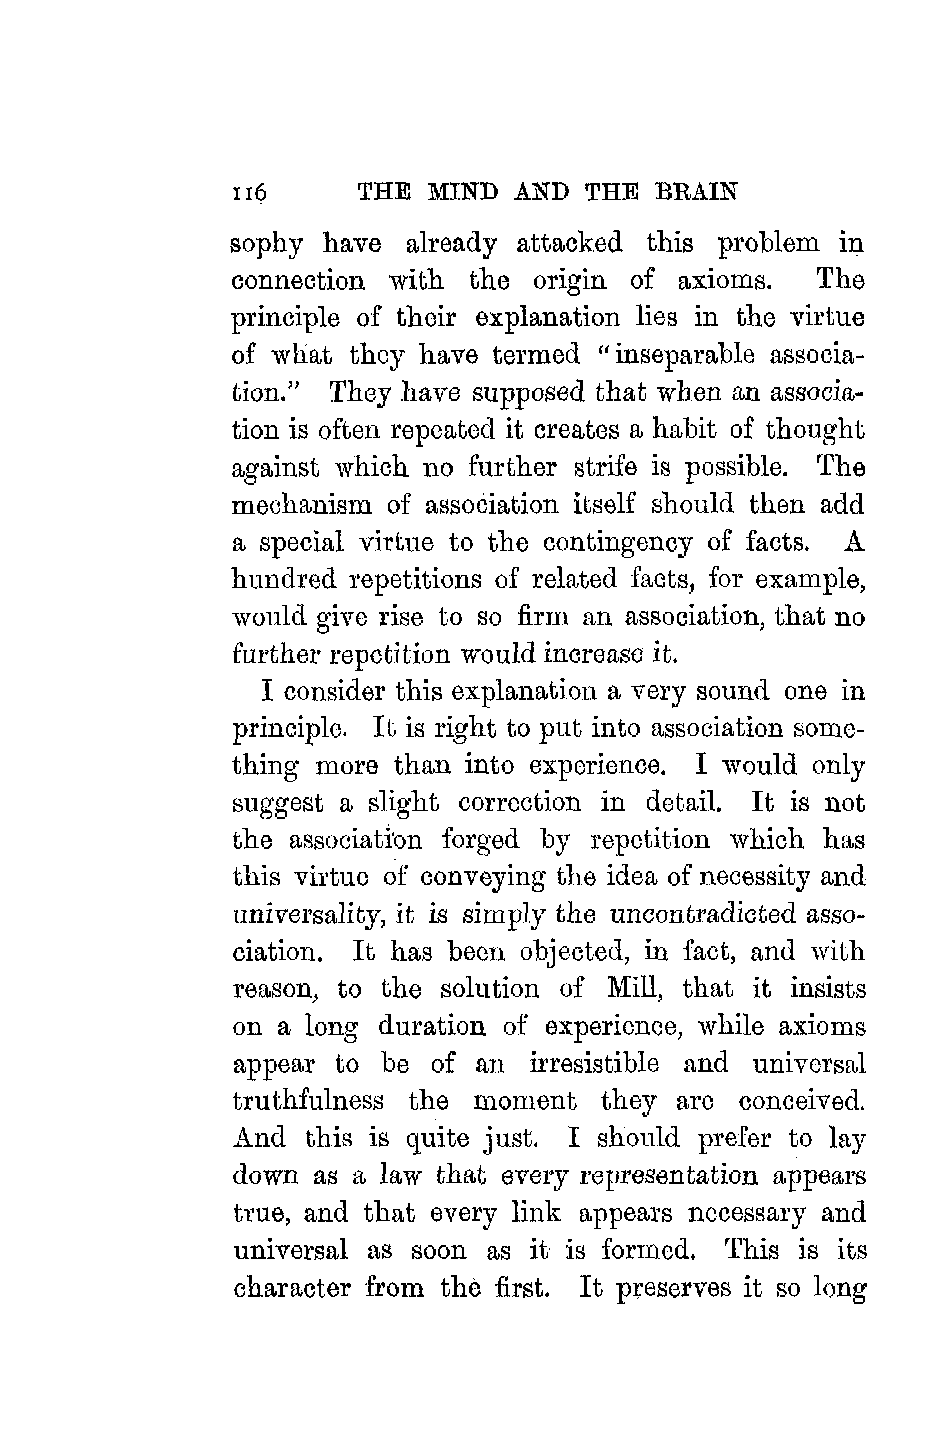 116 THE MIND AND THE BRAIN
sophy have already attacked this problem in
connection with the origin of axioms. The
principle of their explanation lies in the virtue
of what they have termed "inseparable associa-
tion." They have supposed that when an associa-
tion is often repeated it creates a habit of thought
against which no further strife is possible. The
mechanism of association itself should then add
a special virtue to the contingency of facts. A
hundred repetitions of related facts, for example,
would give rise to so firm an association, that no
further repetition would increase it.
I consider this explanation a very sound one in
principle. It is right to put into association some-
thing more than into experience. I would only
suggest a slight correction in detail. It is not
the association forged by repetition which has
this virtue of conveying the idea of necessity and
universality, it is simply the uncontradicted asso-
ciation. It has been objected, in fact, and with
reason, to the solution of Mill, that it insists
on a long duration of experience, while axioms
appear to be of an irresistible and universal
truthfulness the moment they are conceived.
And this is quite just. I should prefer to lay
down as a law that every representation appears
true, and that every link appears necessary and
universal as soon as it is formed. This is its
character from the first. It preserves it so long